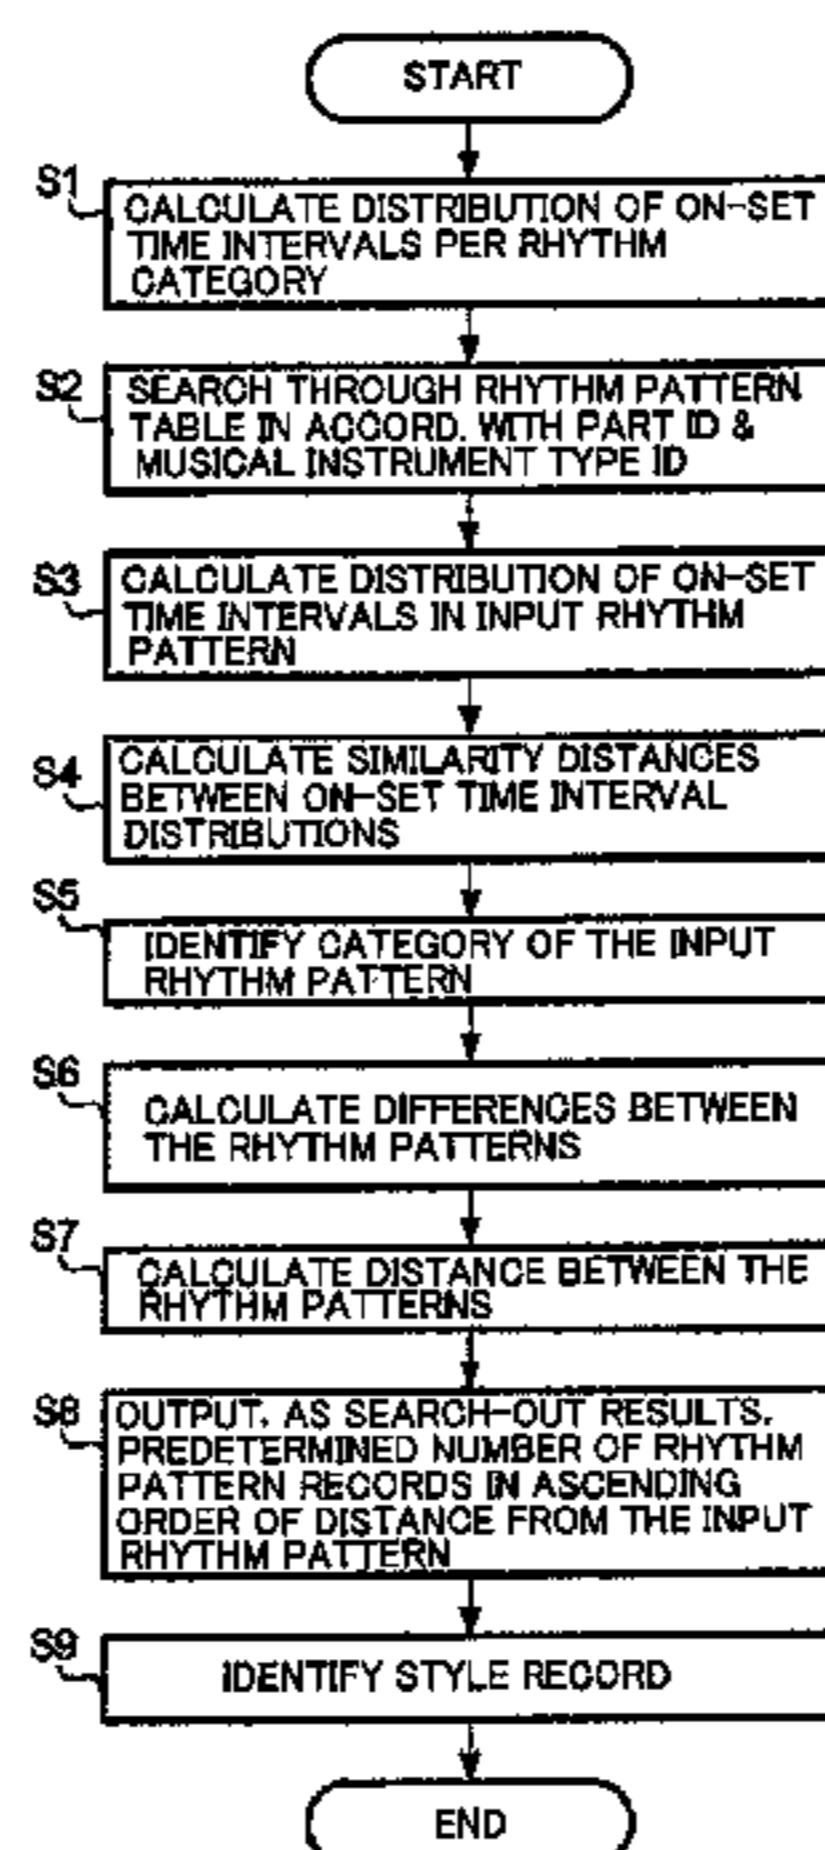 START
S1
CALCULATE DISTRIBUTION OF ON-SET
TIME INTERVALS PER RHYTHM
CATEGORY
S2
SEARCH THROUGH RHYTHM PATTERN
TABLE IN ACCORD. WITH PART ID &
MUSICAL INSTRUMENT TYPE ID
S3
CALCULATE DISTRIBUTION OF ON-SET
TIME INTERVALS IN INPUT RHYTHM
PATTERN
S4
CALCULATE SIMILARITY DISTANCES
BETWEEN ON-SET TIME INTERVAL
DISTRIBUTIONS
S5
IDENTIFY CATEGORY OF THE INPUT
RHYTHM PATTERN
S6
CALCULATE DIFFERENCES BETWEEN
THE RHYTHM PATTERNS
S7
CALCULATE DISTANCE BETWEEN THE
RHYTHM PATTERNS
S8
OUTPUT, AS SEARCH-OUT RESULTS,
PREDETERMINED NUMBER OF RHYTHM
PATTERN RECORDS IN ASCENDING
ORDER OF DISTANCE FROM THE INPUT
RHYTHM PATTERN
S9
IDENTIFY STYLE RECORD
END